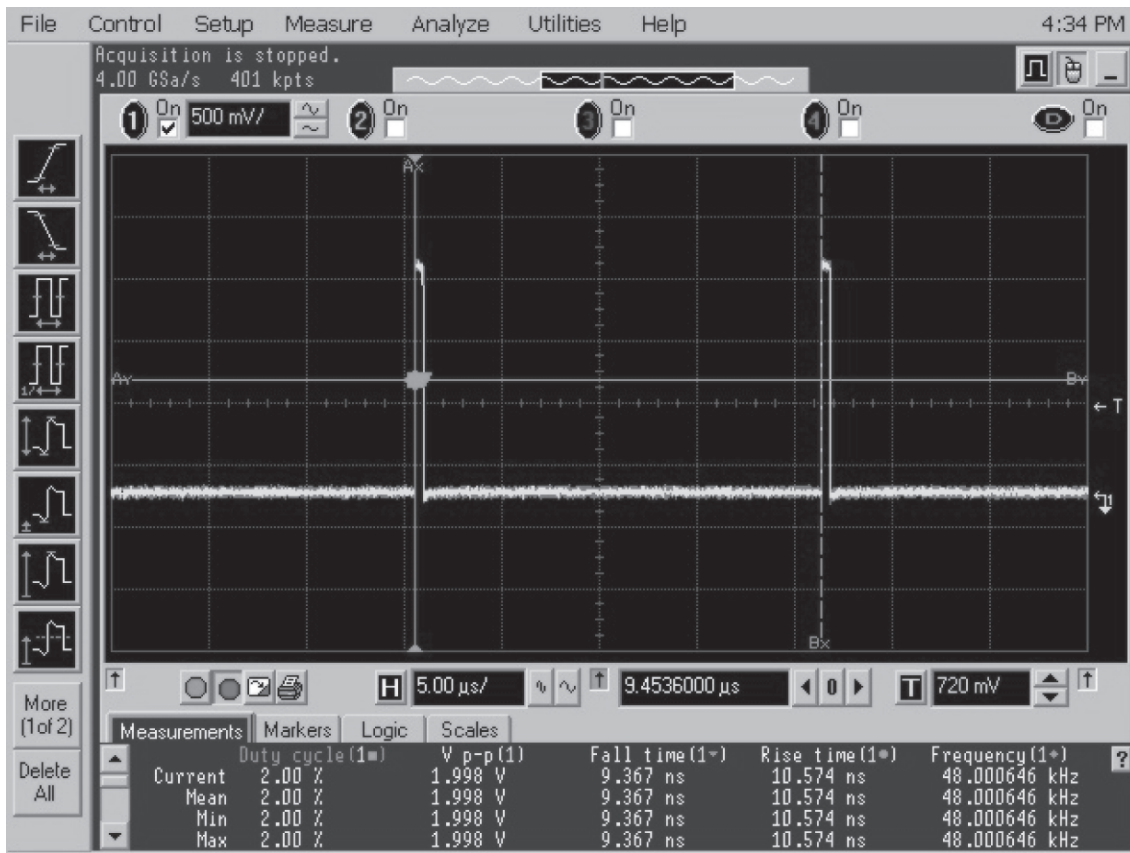 File Control Setup Measure Analyze Utilities Help 4:34 PM
Acquisition is stopped.
4.00 GSa/s 401 kpts
1 On 500 mV/ 2 On 3 On 4 On D On
Ax
Ay By
T
1
Bx
H 5.00 µs/ 9.4536000 µs 0 T 720 mV
More
(1of 2)
Delete
All
Measurements Markers Logic Scales
Duty cycle(1■) V p-p(1) Fall time(1▾) Rise time(1●) Frequency(1◆) ?
Current 2.00 % 1.998 V 9.367 ns 10.574 ns 48.000646 kHz
Mean 2.00 % 1.998 V 9.367 ns 10.574 ns 48.000646 kHz
Min 2.00 % 1.998 V 9.367 ns 10.574 ns 48.000646 kHz
Max 2.00 % 1.998 V 9.367 ns 10.574 ns 48.000646 kHz